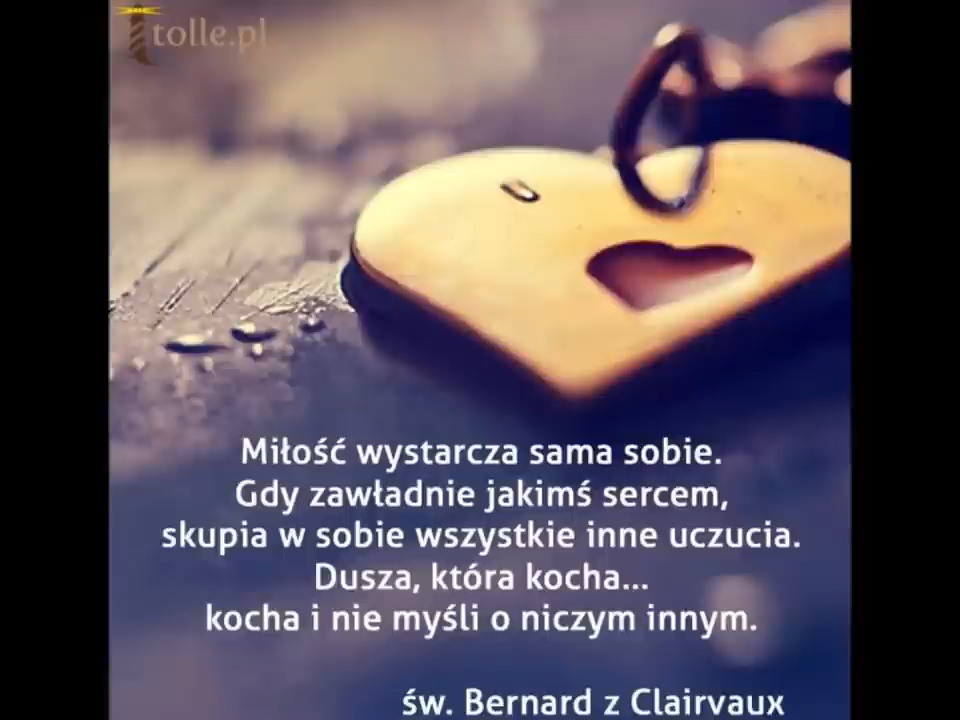 tolle.pl
Miłość wystarcza sama sobie.
Gdy zawładnie jakimś sercem,
skupia w sobie wszystkie inne uczucia.
Dusza, która kocha...
kocha i nie myśli o niczym innym.
św. Bernard z Clairvaux